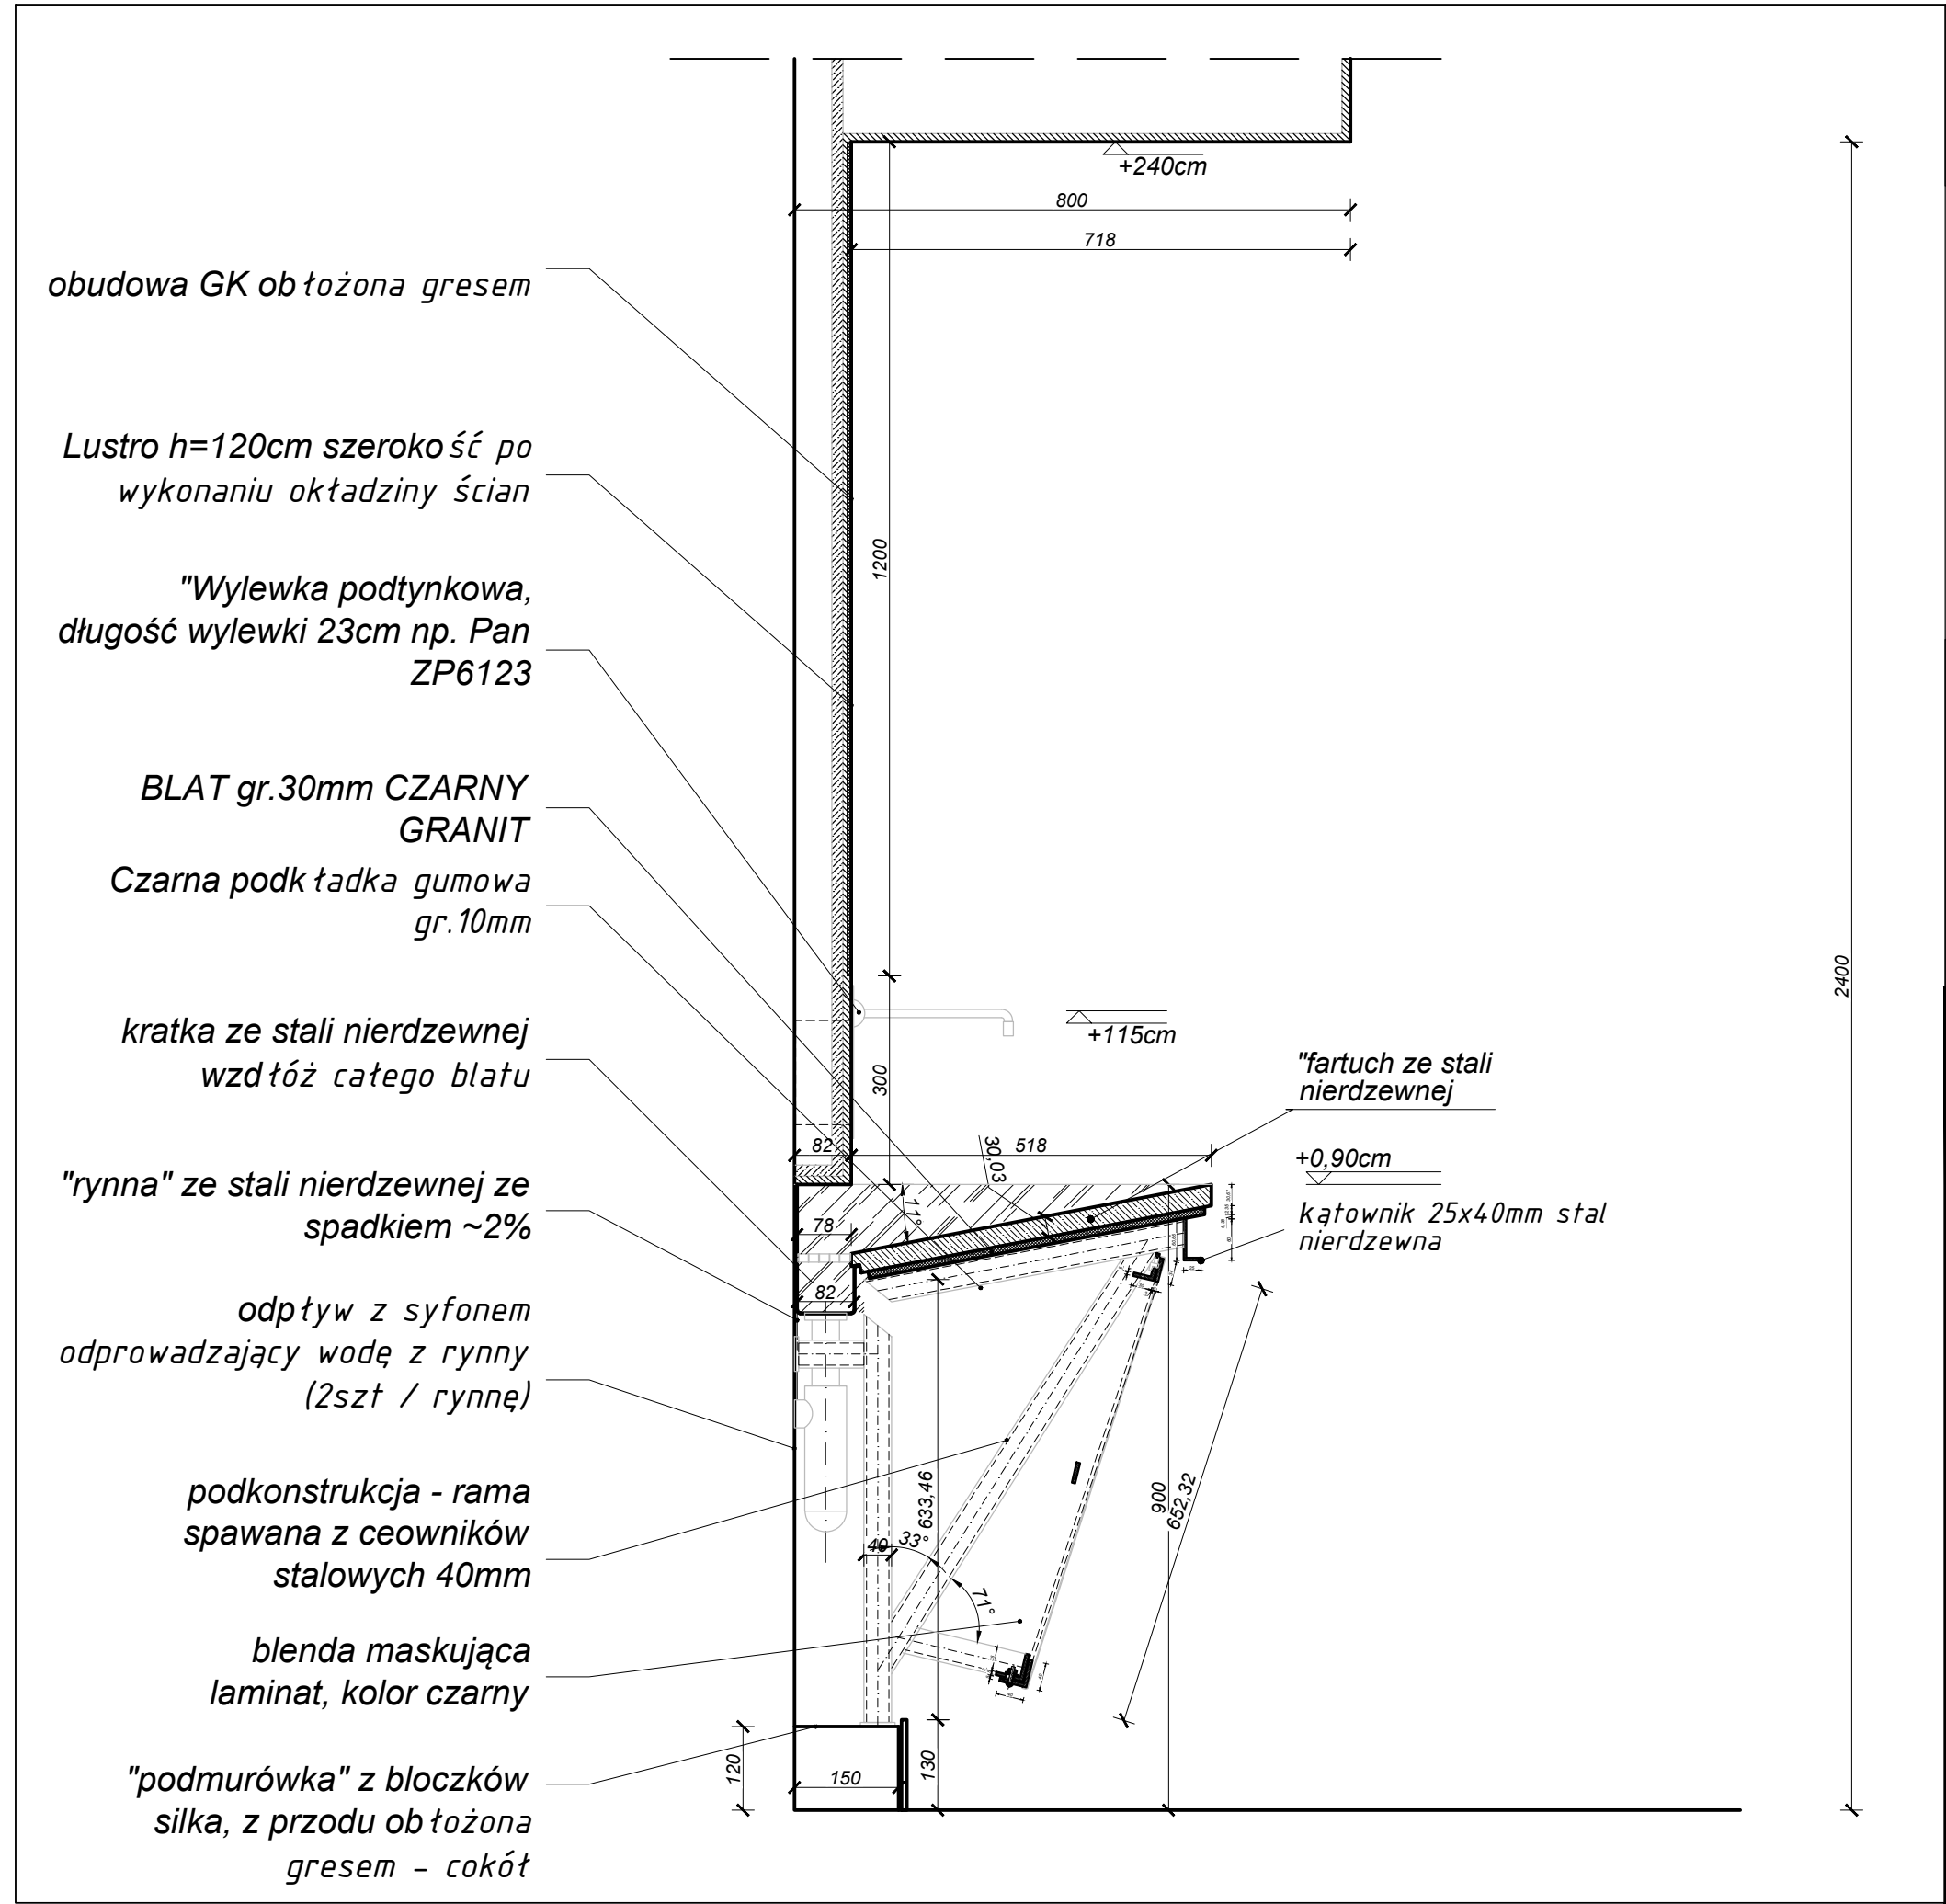 +240cm
800
718
obudowa GK obłożona gresem
Lustro h=120cm szerokość po
wykonaniu okładziny ścian
1200
"Wylewka podtynkowa,
długość wylewki 23cm np. Pan
ZP6123
BLAT gr.30mm CZARNY
GRANIT
Czarna podkładka gumowa
gr.10mm
2400
kratka ze stali nierdzewnej
wzdłóż całego blatu
+115cm
300
"fartuch ze stali
nierdzewnej
82
30,03
518
+0,90cm
"rynna" ze stali nierdzewnej ze
spadkiem ~2%
11°
78
kątownik 25x40mm stal
nierdzewna
82
odpływ z syfonem
odprowadzający wodę z rynny
(2szt / rynnę)
podkonstrukcja - rama
spawana z ceowników
stalowych 40mm
633,46
900
652,32
40
33°
71°
blenda maskująca
laminat, kolor czarny
120
150
130
"podmurówka" z bloczków
silka, z przodu obłożona
gresem - cokół